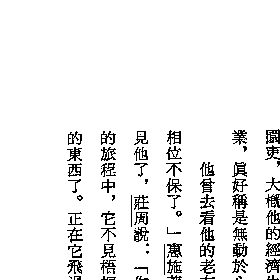 園吏，大概他的經濟
業，眞好稱是無動於
他曾去看他的老
相位不保了。」惠施
見他了，莊周說：「
的旅程中，它不見梧
的東西了。正在它飛